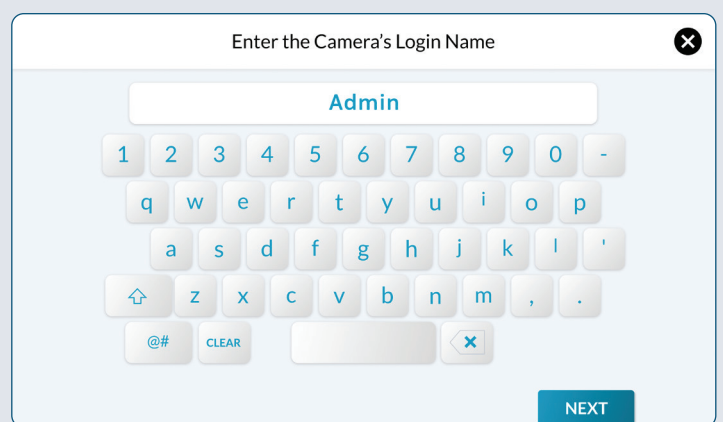 Enter the Camera's Login Name
Admin
1 2 3 4 5 6 7 8 9 0 -
q w e r t y u i o p
a s d f g h j k l '
z x c v b n m , .
@# CLEAR
NEXT